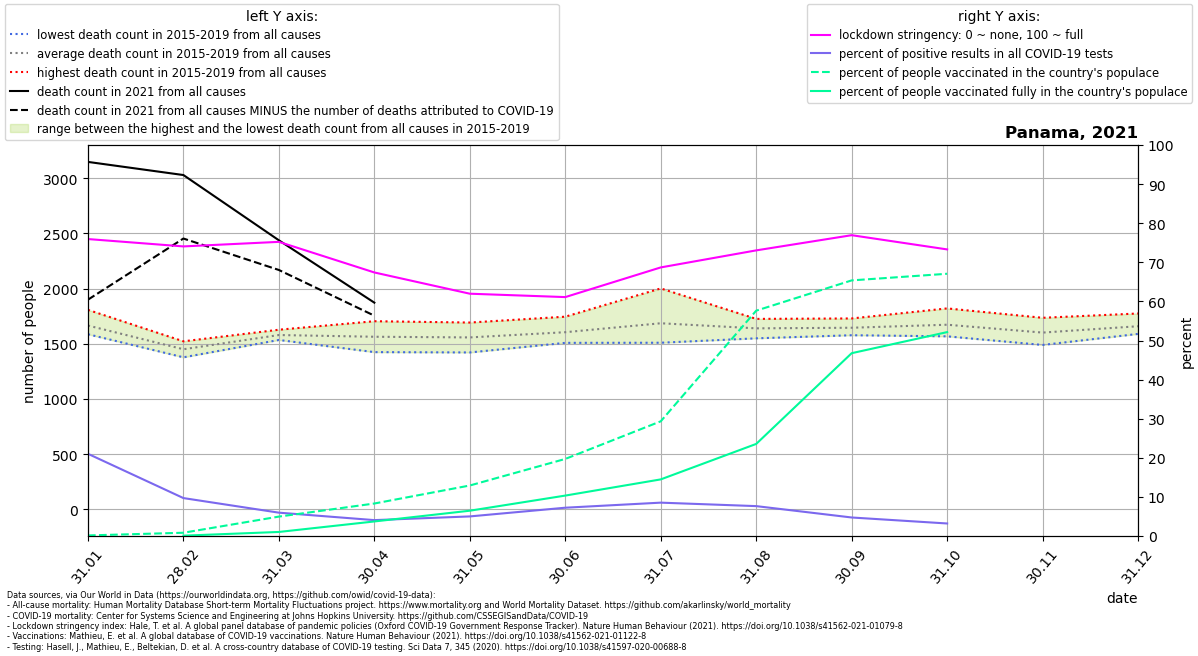 left Y axis:
lowest death count in 2015-2019 from all causes
average death count in 2015-2019 from all causes
highest death count in 2015-2019 from all causes
death count in 2021 from all causes
death count in 2021 from all causes MINUS the number of deaths attributed to COVID-19
range between the highest and the lowest death count from all causes in 2015-2019
right Y axis:
lockdown stringency: 0 ~ none, 100 ~ full
percent of positive results in all COVID-19 tests
percent of people vaccinated in the country's populace
percent of people vaccinated fully in the country's populace
Panama, 2021
number of people
3000
2500
2000
1500
1000
500
0
100
90
80
70
60
50
40
30
20
10
0
percent
31.01
28.02
31.03
30.04
31.05
30.06
31.07
31.08
30.09
31.10
30.11
31.12
date
Data sources, via Our World in Data (https://ourworldindata.org, https://github.com/owid/covid-19-data):
- All-cause mortality: Human Mortality Database Short-term Mortality Fluctuations project. https://www.mortality.org and World Mortality Dataset. https://github.com/akarlinsky/world_mortality
- COVID-19 mortality: Center for Systems Science and Engineering at Johns Hopkins University. https://github.com/CSSEGISandData/COVID-19
- Lockdown stringency index: Hale, T. et al. A global panel database of pandemic policies (Oxford COVID-19 Government Response Tracker). Nature Human Behaviour (2021). https://doi.org/10.1038/s41562-021-01079-8
- Vaccinations: Mathieu, E. et al. A global database of COVID-19 vaccinations. Nature Human Behaviour (2021). https://doi.org/10.1038/s41562-021-01122-8
- Testing: Hasell, J., Mathieu, E., Beltekian, D. et al. A cross-country database of COVID-19 testing. Sci Data 7, 345 (2020). https://doi.org/10.1038/s41597-020-00688-8